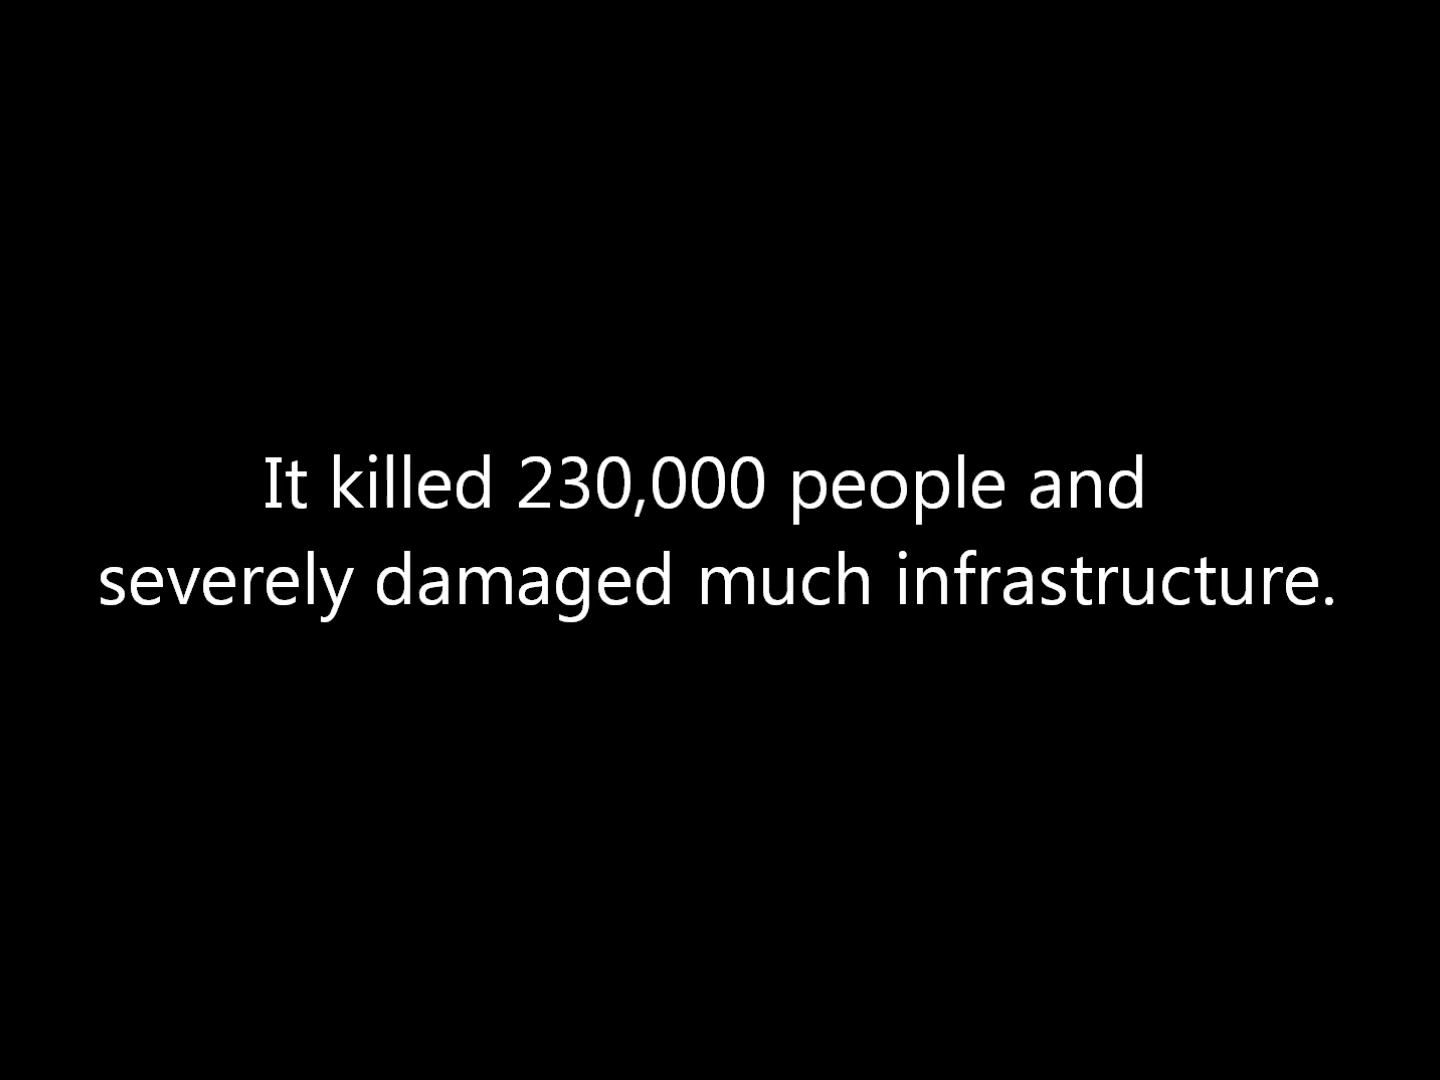 It killed 230,000 people and
severely damaged much infrastructure.